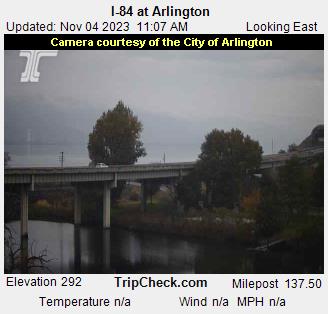 I-84 at Arlington
Updated: Nov 04 2023 11:07 AM Looking East
Camera courtesy of the City of Arlington
Elevation 292 TripCheck.com Milepost 137.50
Temperature n/a Wind n/a MPH n/a